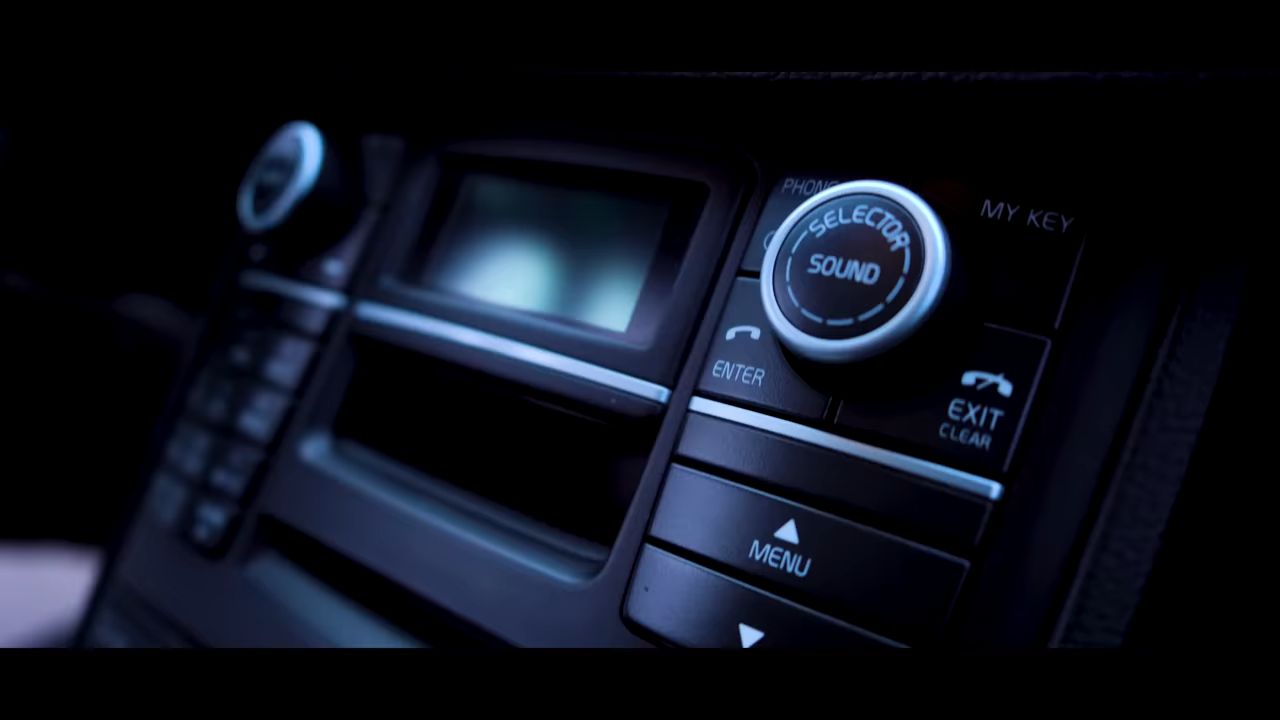 PHONE
MY KEY
SELECTOR
SOUND
ENTER
EXIT
CLEAR
MENU